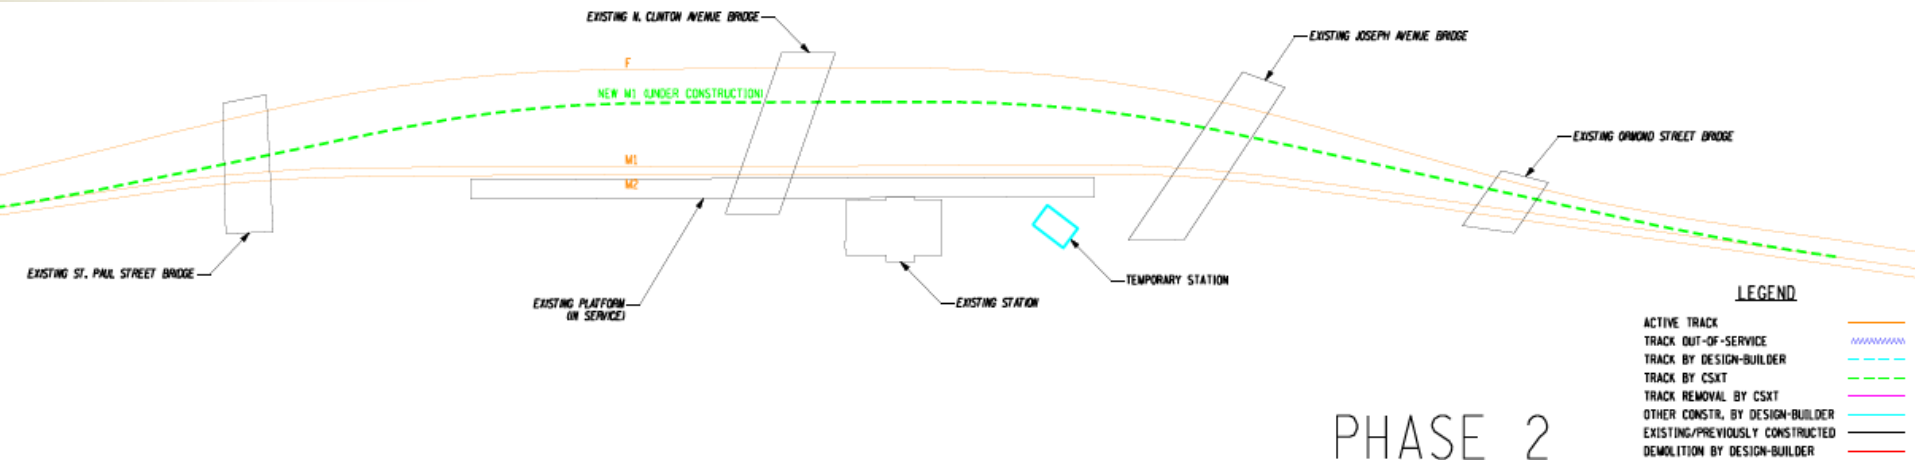 EXISTING N. CLINTON AVENUE BRIDGE
EXISTING JOSEPH AVENUE BRIDGE
F
NEW M1 (UNDER CONSTRUCTION)
EXISTING ORMOND STREET BRIDGE
M1
M2
EXISTING ST. PAUL STREET BRIDGE
TEMPORARY STATION
EXISTING PLATFORM
(IN SERVICE)
EXISTING STATION
LEGEND
ACTIVE TRACK
TRACK OUT-OF-SERVICE
TRACK BY DESIGN-BUILDER
TRACK BY CSXT
TRACK REMOVAL BY CSXT
OTHER CONSTR. BY DESIGN-BUILDER
EXISTING/PREVIOUSLY CONSTRUCTED
DEMOLITION BY DESIGN-BUILDER
PHASE 2